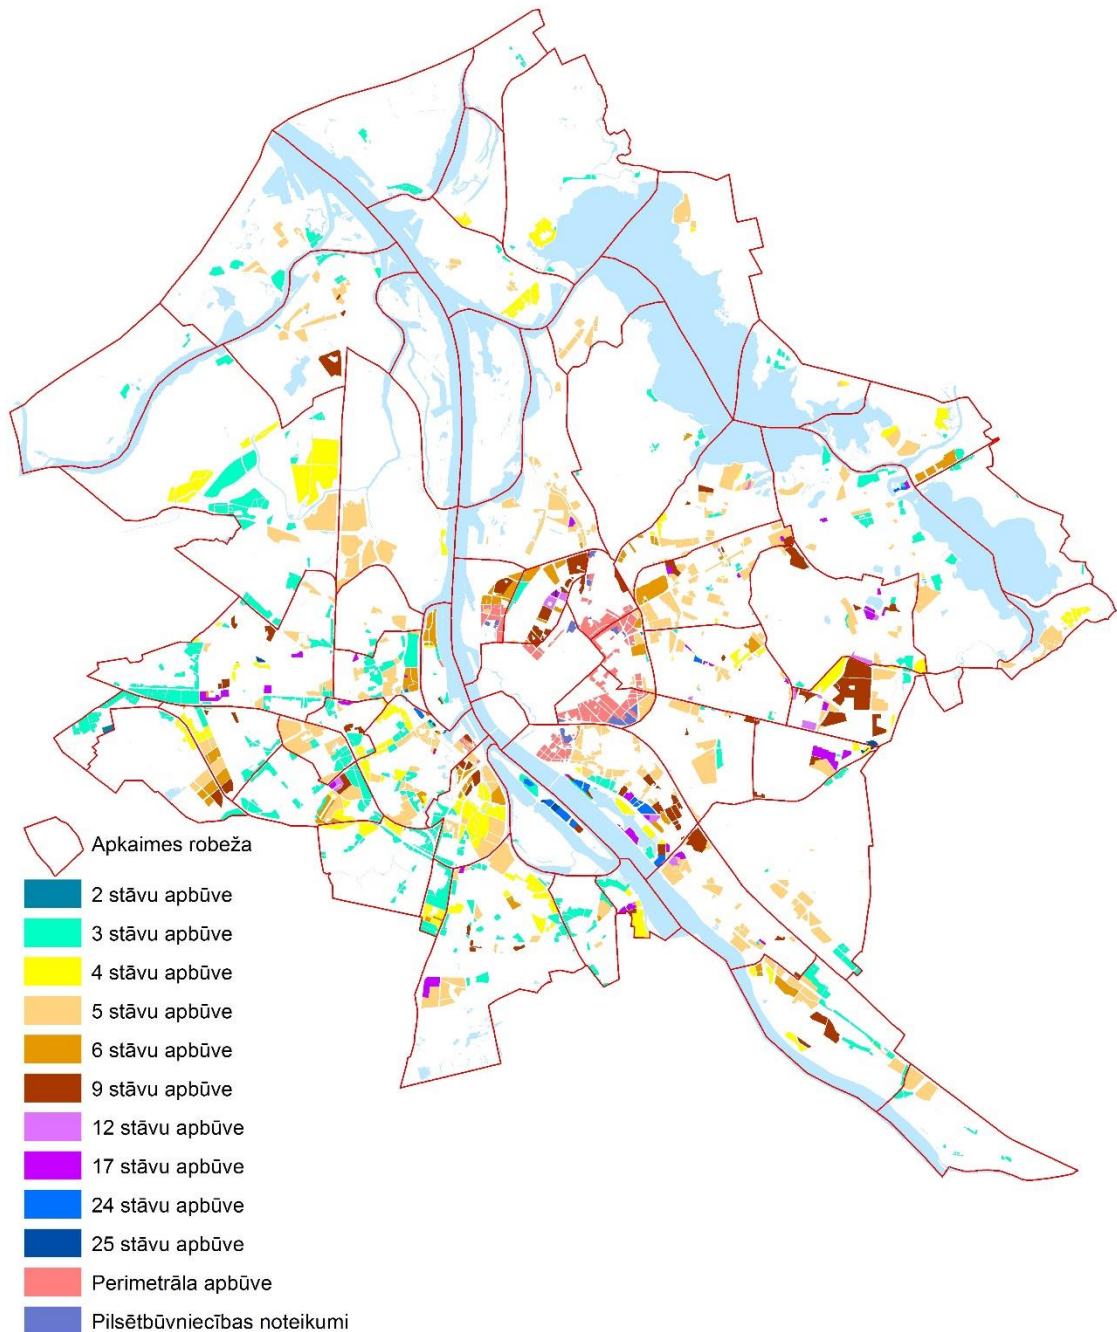 Apkaimes robeža
2 stāvu apbūve
3 stāvu apbūve
4 stāvu apbūve
5 stāvu apbūve
6 stāvu apbūve
9 stāvu apbūve
12 stāvu apbūve
17 stāvu apbūve
24 stāvu apbūve
25 stāvu apbūve
Perimetrāla apbūve
Pilsētbūvniecības noteikumi